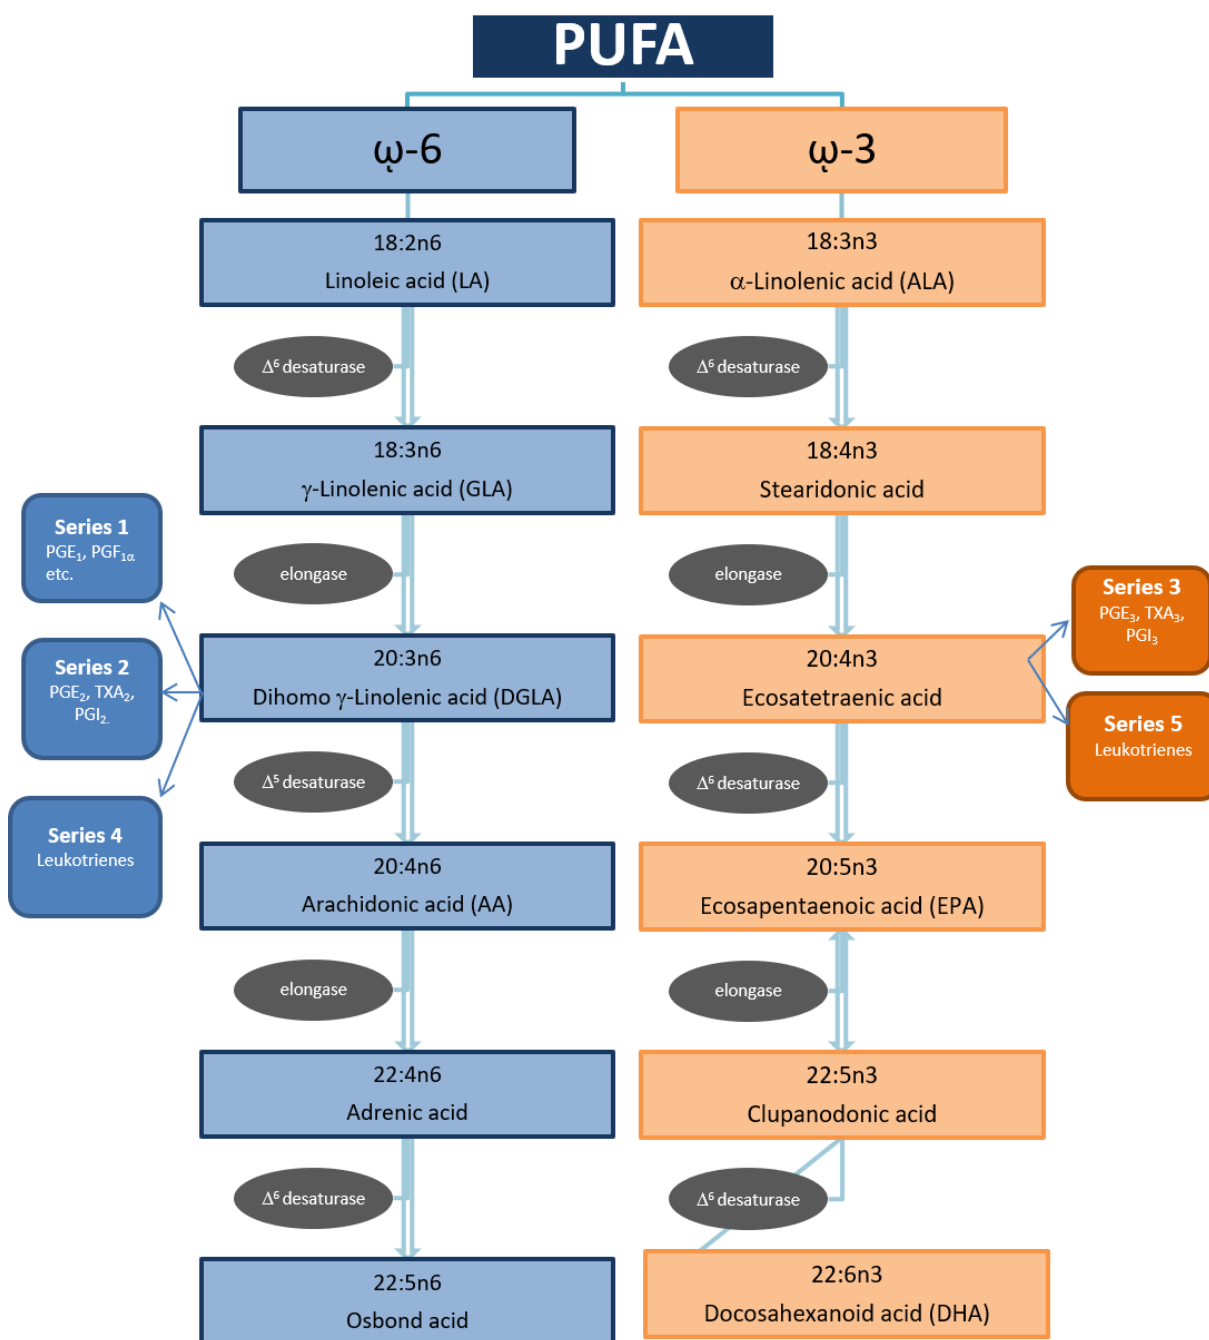 PUFA
ῳ-6
ῳ-3
18:2n6
Linoleic acid (LA)
18:3n3
α-Linolenic acid (ALA)
Δ⁶ desaturase
Δ⁶ desaturase
18:3n6
γ-Linolenic acid (GLA)
18:4n3
Stearidonic acid
Series 1
PGE₁, PGF₁α
etc.
elongase
elongase
Series 3
PGE₃, TXA₃,
PGI₃
Series 2
PGE₂, TXA₂,
PGI₂.
20:3n6
Dihomo γ-Linolenic acid (DGLA)
20:4n3
Ecosatetraenic acid
Series 5
Leukotrienes
Δ⁵ desaturase
Δ⁶ desaturase
Series 4
Leukotrienes
20:4n6
Arachidonic acid (AA)
20:5n3
Ecosapentaenoic acid (EPA)
elongase
elongase
22:4n6
Adrenic acid
22:5n3
Clupanodonic acid
Δ⁶ desaturase
Δ⁶ desaturase
22:5n6
Osbond acid
22:6n3
Docosahexanoid acid (DHA)